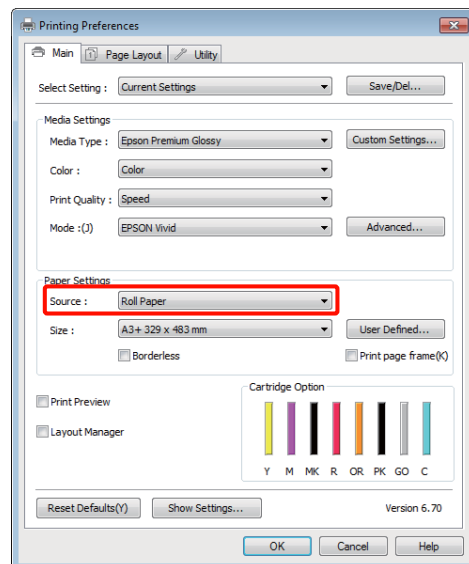 Printing Preferences
Main Page Layout Utility
Select Setting : Current Settings Save/Del...
Media Settings
Media Type : Epson Premium Glossy Custom Settings...
Color : Color
Print Quality : Speed
Mode :(J) EPSON Vivid Advanced...
Paper Settings
Source : Roll Paper
Size : A3+ 329 x 483 mm User Defined...
Borderless Print page frame(K)
Cartridge Option
Print Preview
Layout Manager
Y M MK R OR PK GO C
Reset Defaults(Y) Show Settings... Version 6.70
OK Cancel Help